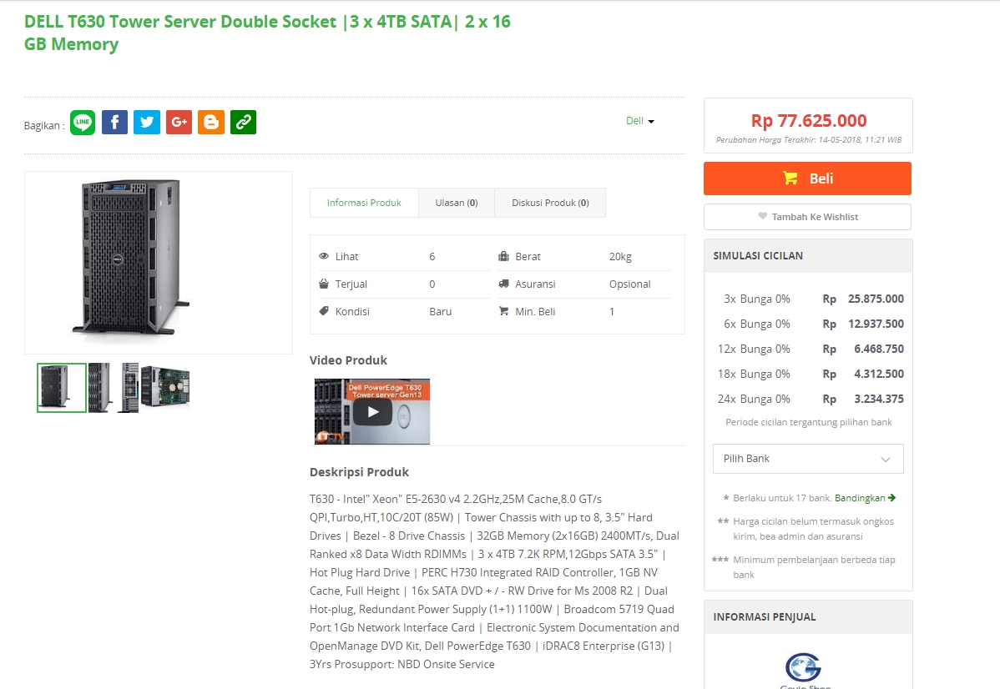 DELL T630 Tower Server Double Socket |3 x 4TB SATA| 2 x 16
GB Memory
Bagikan :
LINE
f
G+
Dell
Rp 77.625.000
Perubahan Harga Terakhir: 14-05-2018, 11:21 WIB
Beli
Tambah Ke Wishlist
Informasi Produk
Ulasan (0)
Diskusi Produk (0)
Lihat 6 Berat 20kg
Terjual 0 Asuransi Opsional
Kondisi Baru Min. Beli 1
Video Produk
Dell PowerEdge T630
Tower server Gen13
Deskripsi Produk
T630 - Intel" Xeon" E5-2630 v4 2.2GHz,25M Cache,8.0 GT/s
QPI,Turbo,HT,10C/20T (85W) | Tower Chassis with up to 8, 3.5" Hard
Drives | Bezel - 8 Drive Chassis | 32GB Memory (2x16GB) 2400MT/s, Dual
Ranked x8 Data Width RDIMMs | 3 x 4TB 7.2K RPM,12Gbps SATA 3.5" |
Hot Plug Hard Drive | PERC H730 Integrated RAID Controller, 1GB NV
Cache, Full Height | 16x SATA DVD + / - RW Drive for Ms 2008 R2 | Dual
Hot-plug, Redundant Power Supply (1+1) 1100W | Broadcom 5719 Quad
Port 1Gb Network Interface Card | Electronic System Documentation and
OpenManage DVD Kit, Dell PowerEdge T630 | iDRAC8 Enterprise (G13) |
3Yrs Prosupport: NBD Onsite Service
SIMULASI CICILAN
3x Bunga 0% Rp 25.875.000
6x Bunga 0% Rp 12.937.500
12x Bunga 0% Rp 6.468.750
18x Bunga 0% Rp 4.312.500
24x Bunga 0% Rp 3.234.375
Periode cicilan tergantung pilihan bank
Pilih Bank
* Berlaku untuk 17 bank. Bandingkan
** Harga cicilan belum termasuk ongkos
kirim, bea admin dan asuransi
*** Minimum pembelanjaan berbeda tiap
bank
INFORMASI PENJUAL